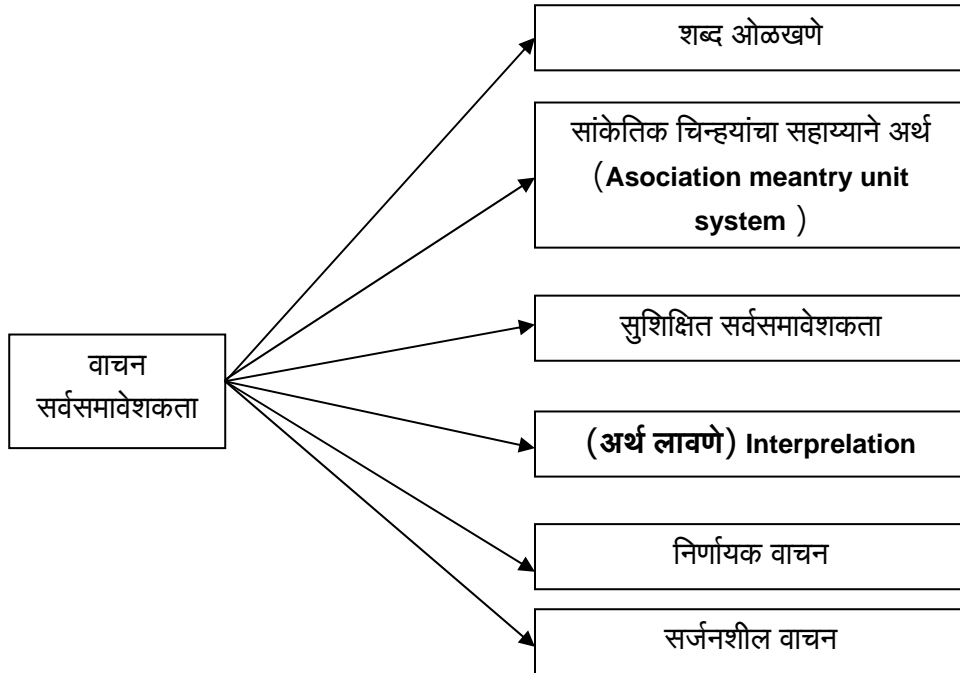 शब्द ओळखणे
सांकेतिक चिन्हयांचा सहाय्याने अर्थ
(Asociation meantry unit
system )
सुशिक्षित सर्वसमावेशकता
वाचन
सर्वसमावेशकता
(अर्थ लावणे) Interprelation
निर्णायक वाचन
सर्जनशील वाचन